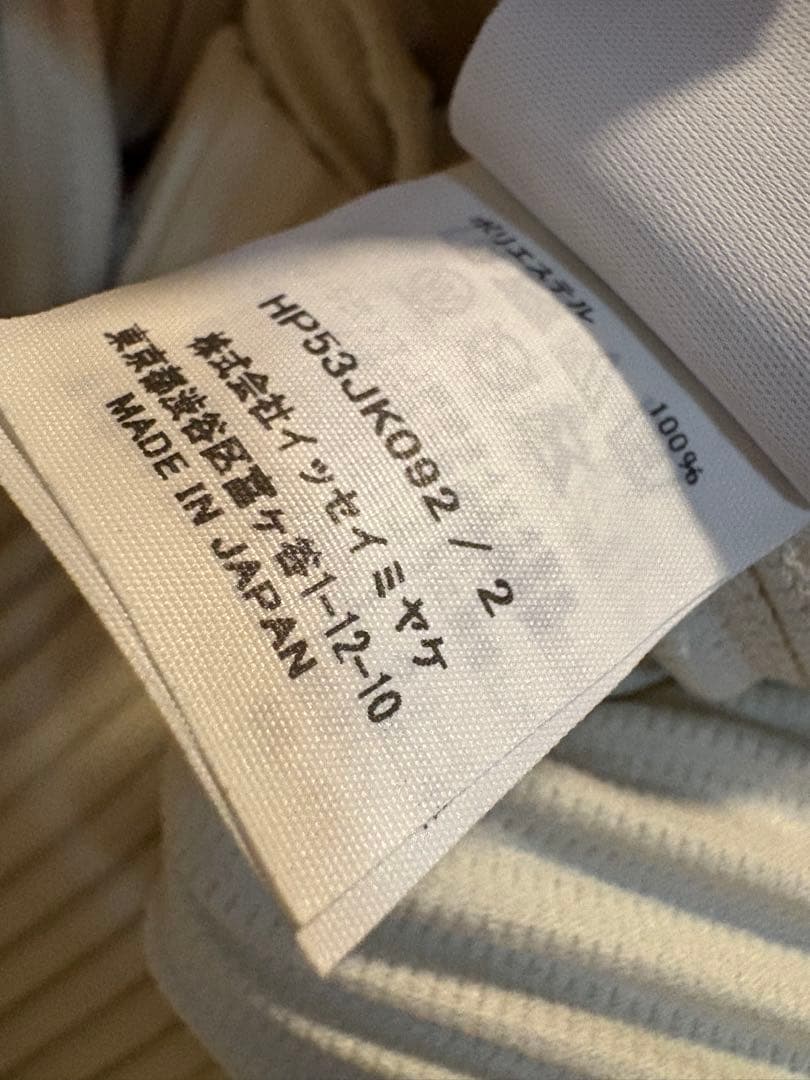 ポリエステル 100%
HP53JK092 / 2
株式会社イッセイミヤケ
東京都渋谷区富ケ谷1-12-10
MADE IN JAPAN